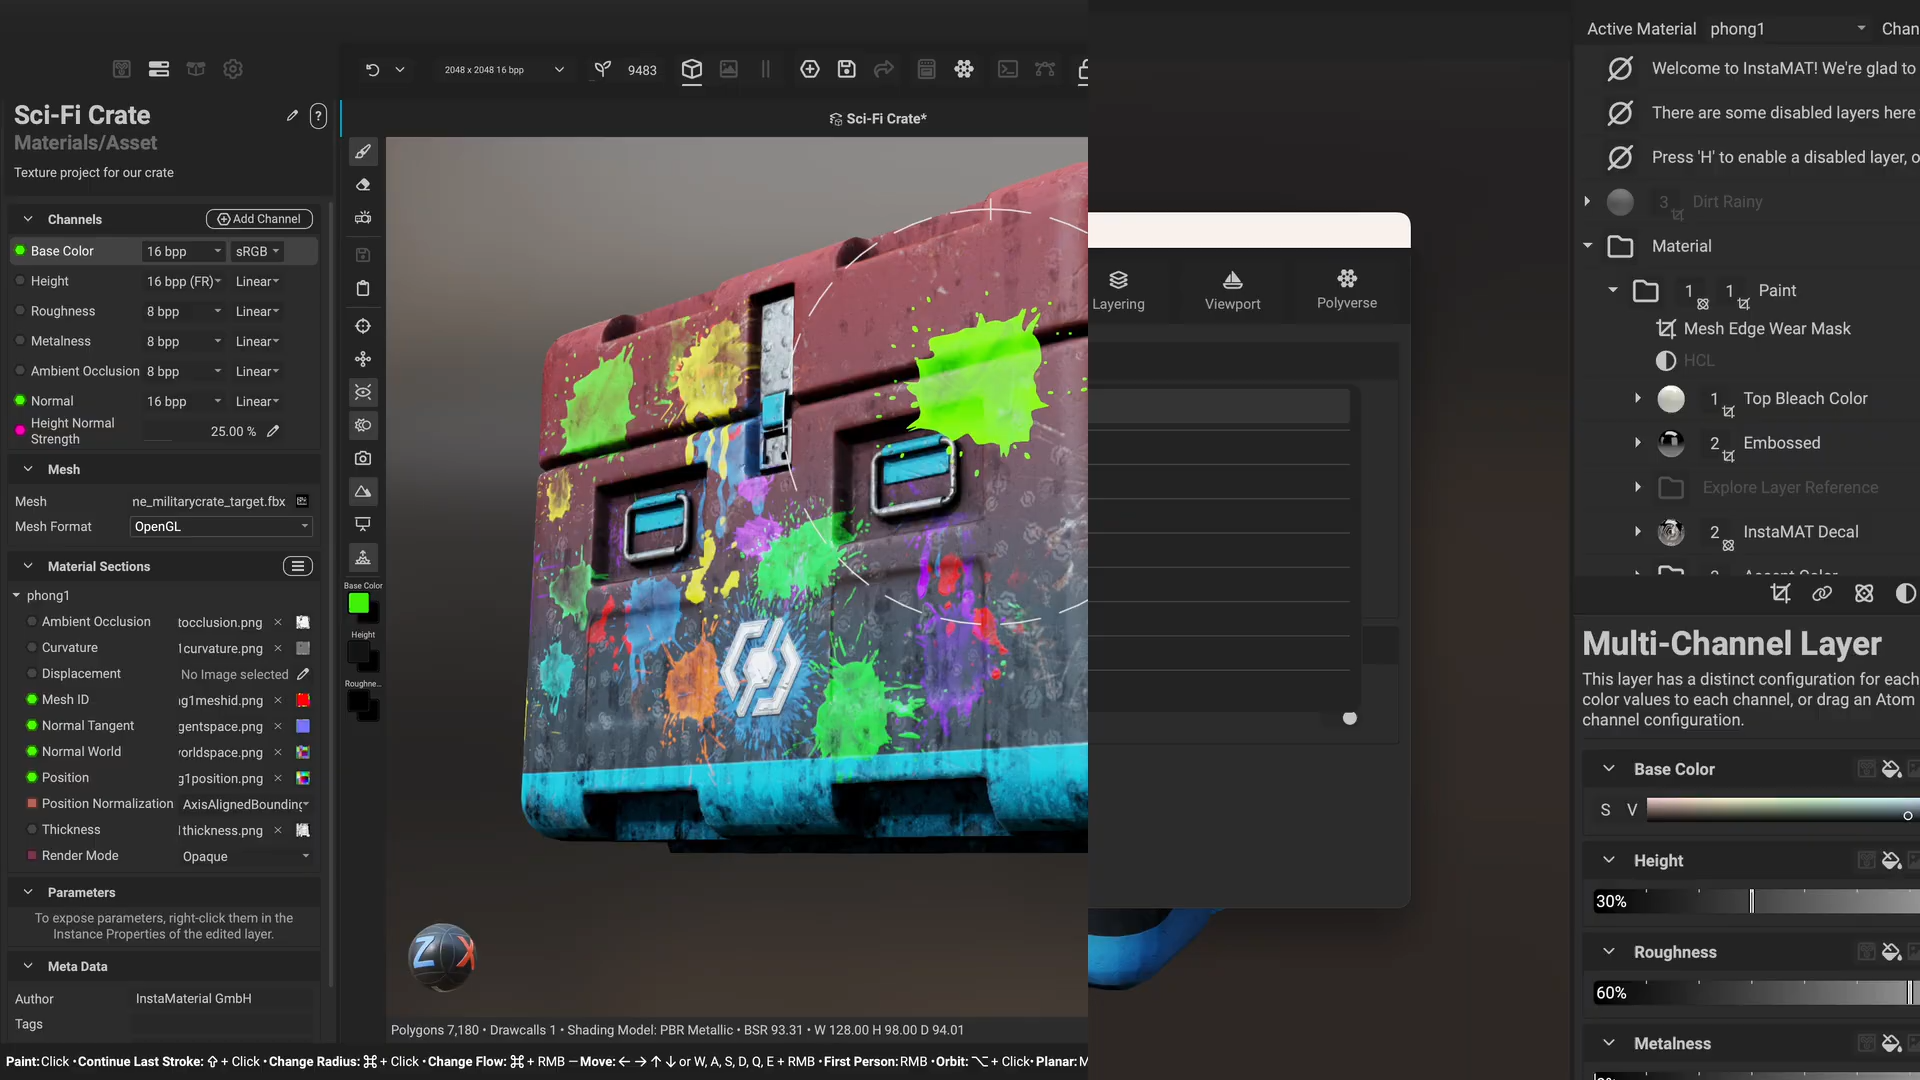 2048 x 2048 16 bpp
9483
Sci-Fi Crate
Materials/Asset
Texture project for our crate
Channels
Add Channel
Base Color 16 bpp sRGB
Height 16 bpp (FR) Linear
Roughness 8 bpp Linear
Metalness 8 bpp Linear
Ambient Occlusion 8 bpp Linear
Normal 16 bpp Linear
Height Normal
Strength
25.00 %
Mesh
Mesh ne_militarycrate_target.fbx
Mesh Format OpenGL
Material Sections
phong1
Ambient Occlusion tocclusion.png ×
Curvature curvature.png ×
Displacement No Image selected
Mesh ID g1meshid.png ×
Normal Tangent gentspace.png ×
Normal World orldspace.png ×
Position g1position.png ×
Position Normalization AxisAlignedBounding
Thickness thickness.png ×
Render Mode Opaque
Parameters
To expose parameters, right-click them in the
Instance Properties of the edited layer.
Meta Data
Author InstaMaterial GmbH
Tags
Sci-Fi Crate*
Base Color
Height
Roughne...
Z X
Polygons 7,180 • Drawcalls 1 • Shading Model: PBR Metallic • BSR 93.31 • W 128.00 H 98.00 D 94.01
Paint: Click • Continue Last Stroke: ⇧ + Click • Change Radius: ⌘ + Click • Change Flow: ⌘ + RMB — Move: ← → ↑ ↓ or W, A, S, D, Q, E + RMB • First Person: RMB • Orbit: ⌥ + Click • Planar: M
Layering
Viewport
Polyverse
Active Material phong1 Chan
Welcome to InstaMAT! We're glad to
There are some disabled layers here
Press 'H' to enable a disabled layer, o
3 Dirt Rainy
Material
1 1 Paint
Mesh Edge Wear Mask
HCL
1 Top Bleach Color
2 Embossed
Explore Layer Reference
2 InstaMAT Decal
Multi-Channel Layer
This layer has a distinct configuration for each
color values to each channel, or drag an Atom
channel configuration.
Base Color
S V
Height
30%
Roughness
60%
Metalness